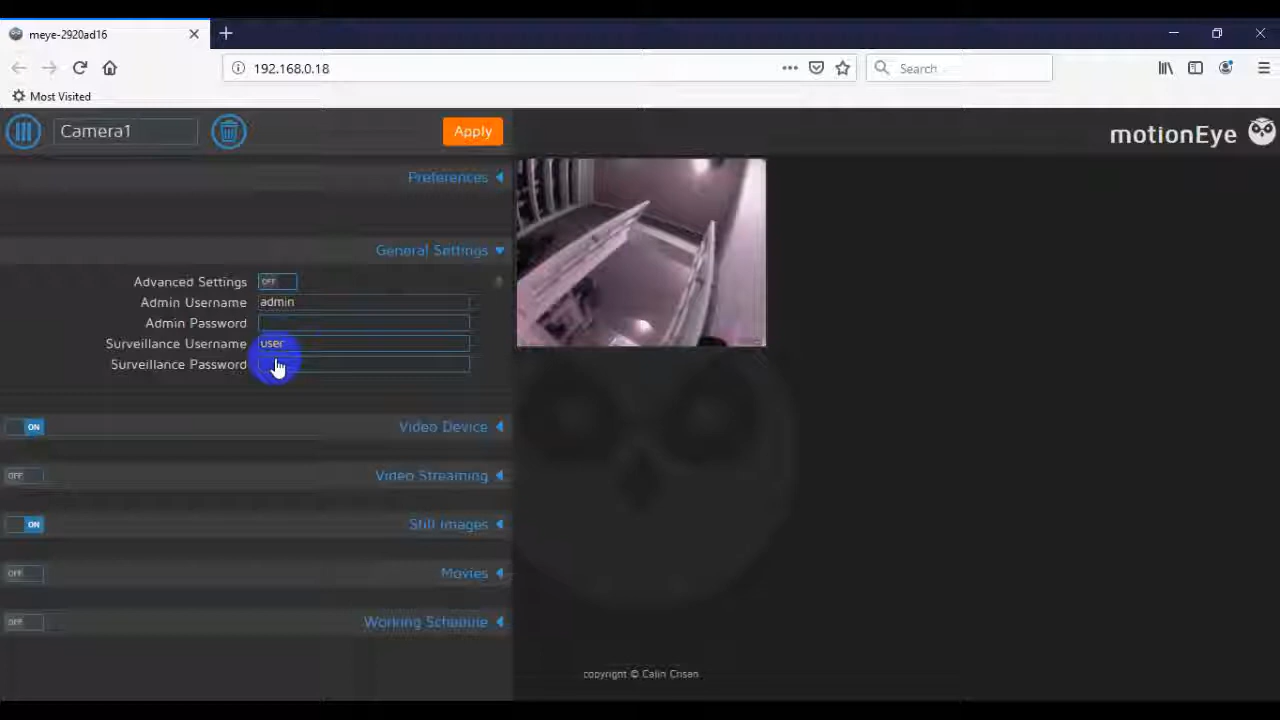 meye-2920ad16
192.168.0.18
Search...
Most Visited
Camera1
Apply
motionEye
Preferences
General Settings
Advanced Settings OFF
Admin Username admin
Admin Password
Surveillance Username user
Surveillance Password
ON Video Device
OFF Video Streaming
ON Still Images
OFF Movies
OFF Working Schedule
copyright © Calin Crisan